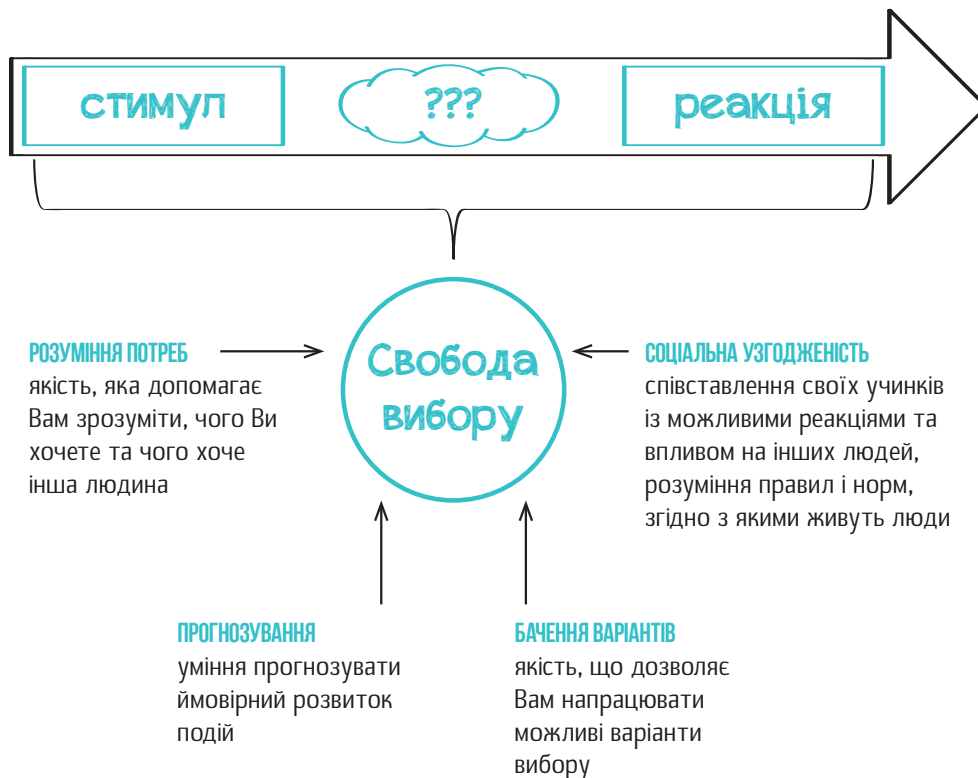 стимул
???
реакція
Свобода
вибору
РОЗУМІННЯ ПОТРЕБ
якість, яка допомагає
Вам зрозуміти, чого Ви
хочете та чого хоче
інша людина
СОЦІАЛЬНА УЗГОДЖЕНІСТЬ
співставлення своїх учинків
із можливими реакціями та
впливом на інших людей,
розуміння правил і норм,
згідно з якими живуть люди
ПРОГНОЗУВАННЯ
уміння прогнозувати
ймовірний розвиток
подій
БАЧЕННЯ ВАРІАНТІВ
якість, що дозволяє
Вам напрацювати
можливі варіанти
вибору